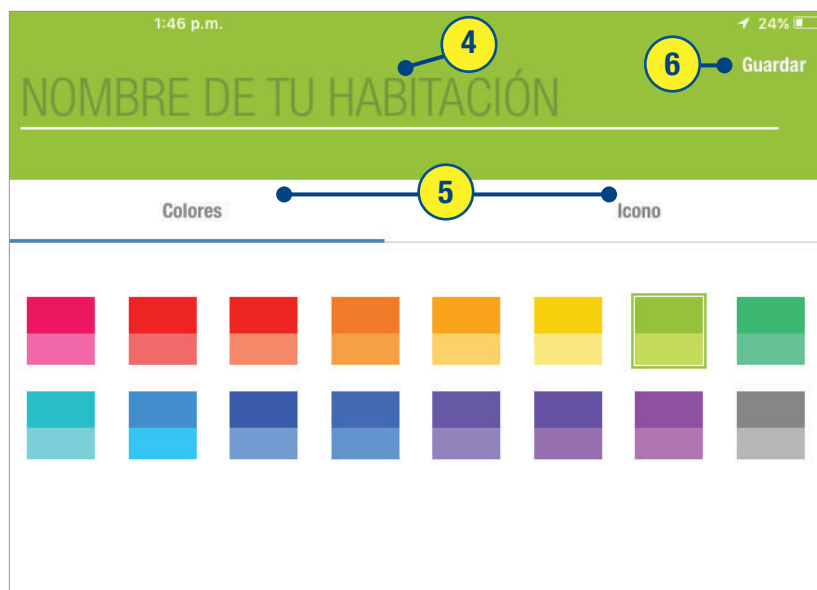 1:46 p.m.
24%
4
6
Guardar
NOMBRE DE TU HABITACIÓN
5
Colores
Icono